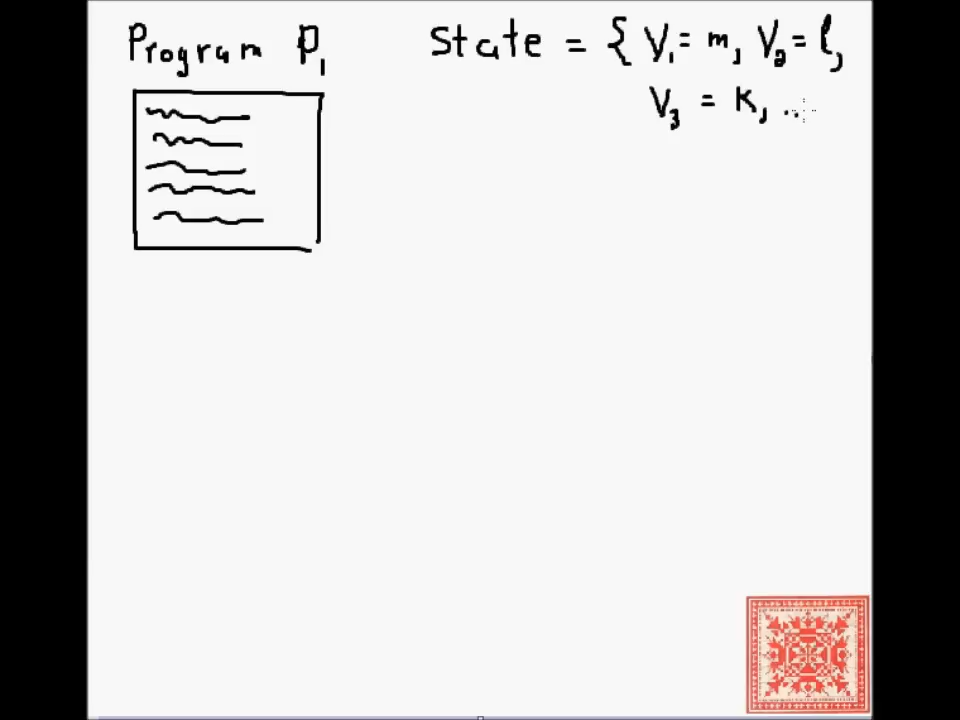 Program P₁
State = { V₁ = m, V₂ = l,
V₃ = K, ..